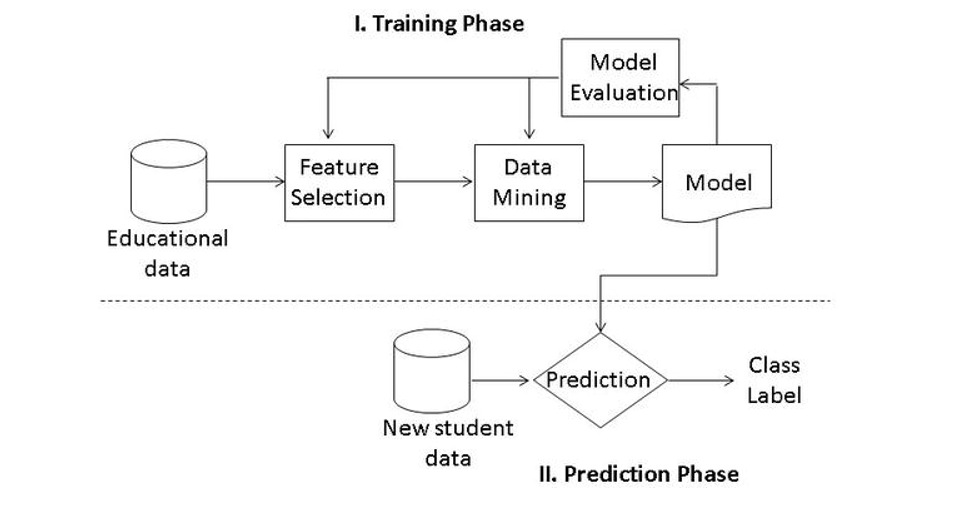 I. Training Phase
Model
Evaluation
Feature
Selection
Data
Mining
Model
Educational
data
Prediction
Class
Label
New student
data
II. Prediction Phase